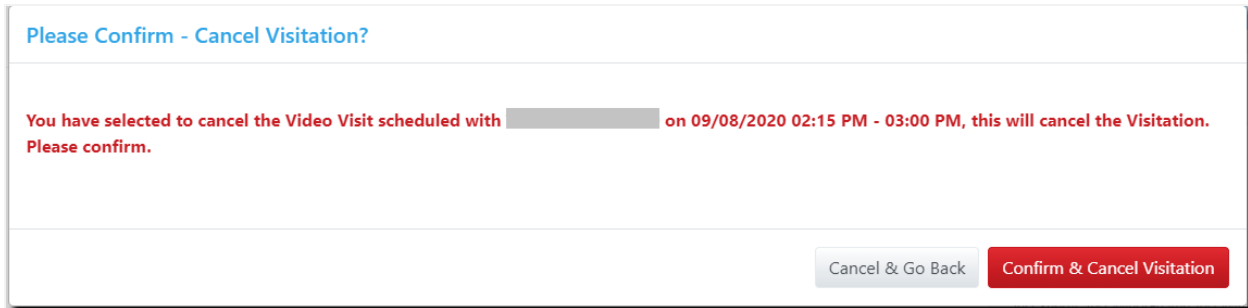 Please Confirm - Cancel Visitation?
You have selected to cancel the Video Visit scheduled with on 09/08/2020 02:15 PM - 03:00 PM, this will cancel the Visitation.
Please confirm.
Cancel & Go Back Confirm & Cancel Visitation